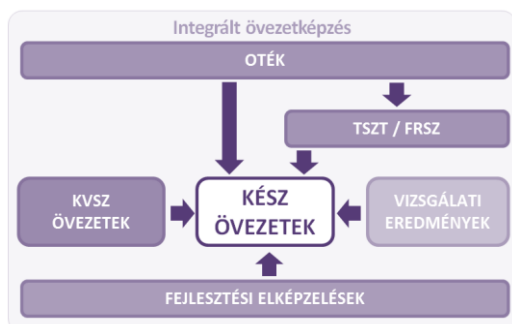 Integrált övezetképzés
OTÉK
TSZT / FRSZ
KVSZ
ÖVEZETEK
KÉSZ
ÖVEZETEK
VIZSGÁLATI
EREDMÉNYEK
FEJLESZTÉSI ELKÉPZELÉSEK